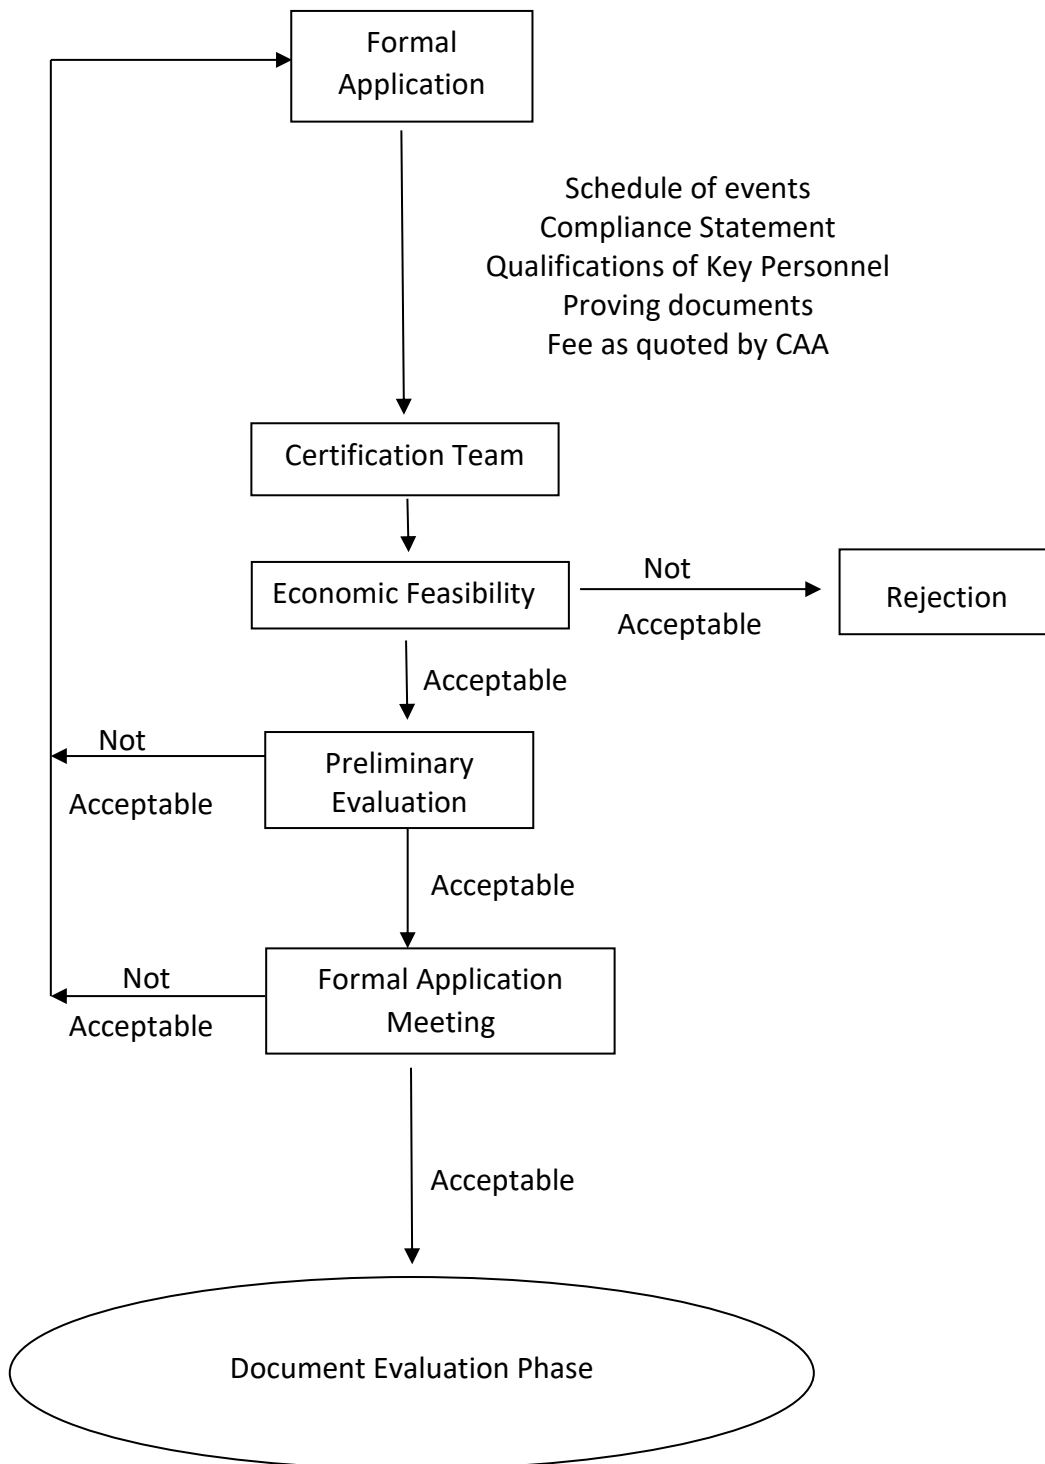 Formal
Application
Schedule of events
Compliance Statement
Qualifications of Key Personnel
Proving documents
Fee as quoted by CAA
Certification Team
Economic Feasibility
Not
Acceptable
Rejection
Acceptable
Not
Acceptable
Preliminary
Evaluation
Acceptable
Not
Acceptable
Formal Application
Meeting
Acceptable
Document Evaluation Phase